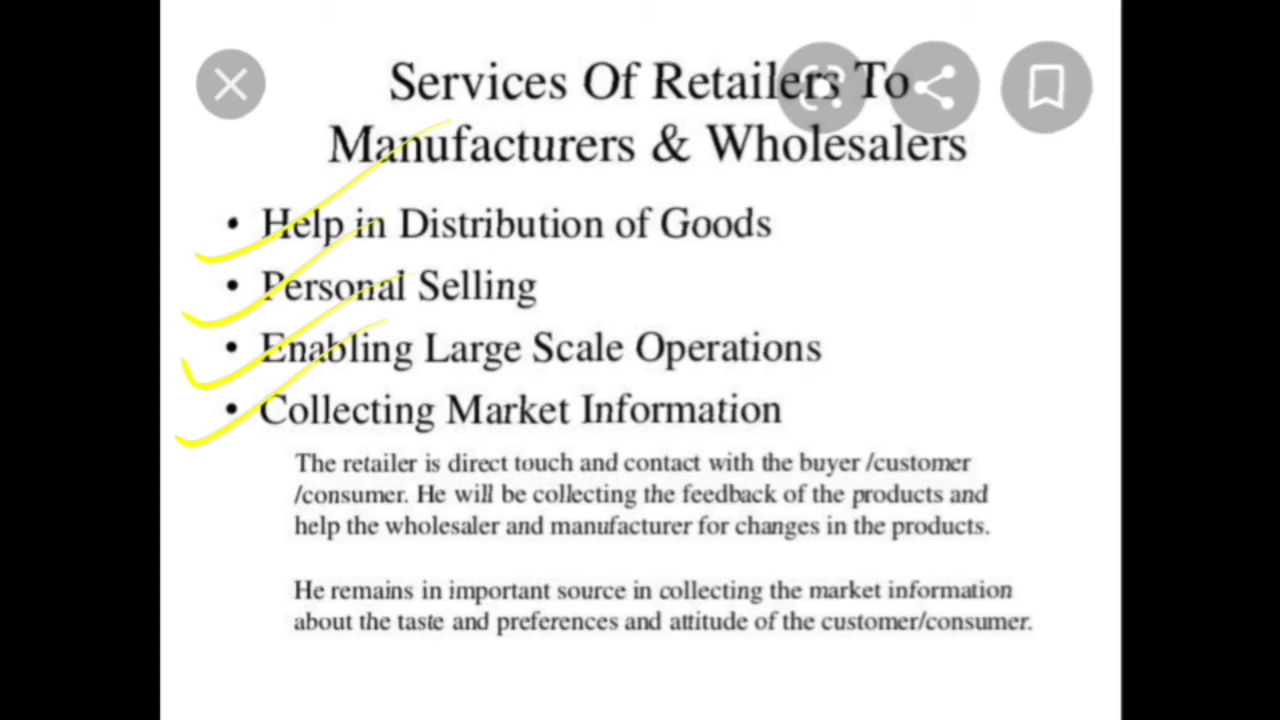 Services Of Retailers To
Manufacturers & Wholesalers
• Help in Distribution of Goods
• Personal Selling
• Enabling Large Scale Operations
• Collecting Market Information
The retailer is direct touch and contact with the buyer /customer
/consumer. He will be collecting the feedback of the products and
help the wholesaler and manufacturer for changes in the products.
He remains in important source in collecting the market information
about the taste and preferences and attitude of the customer/consumer.